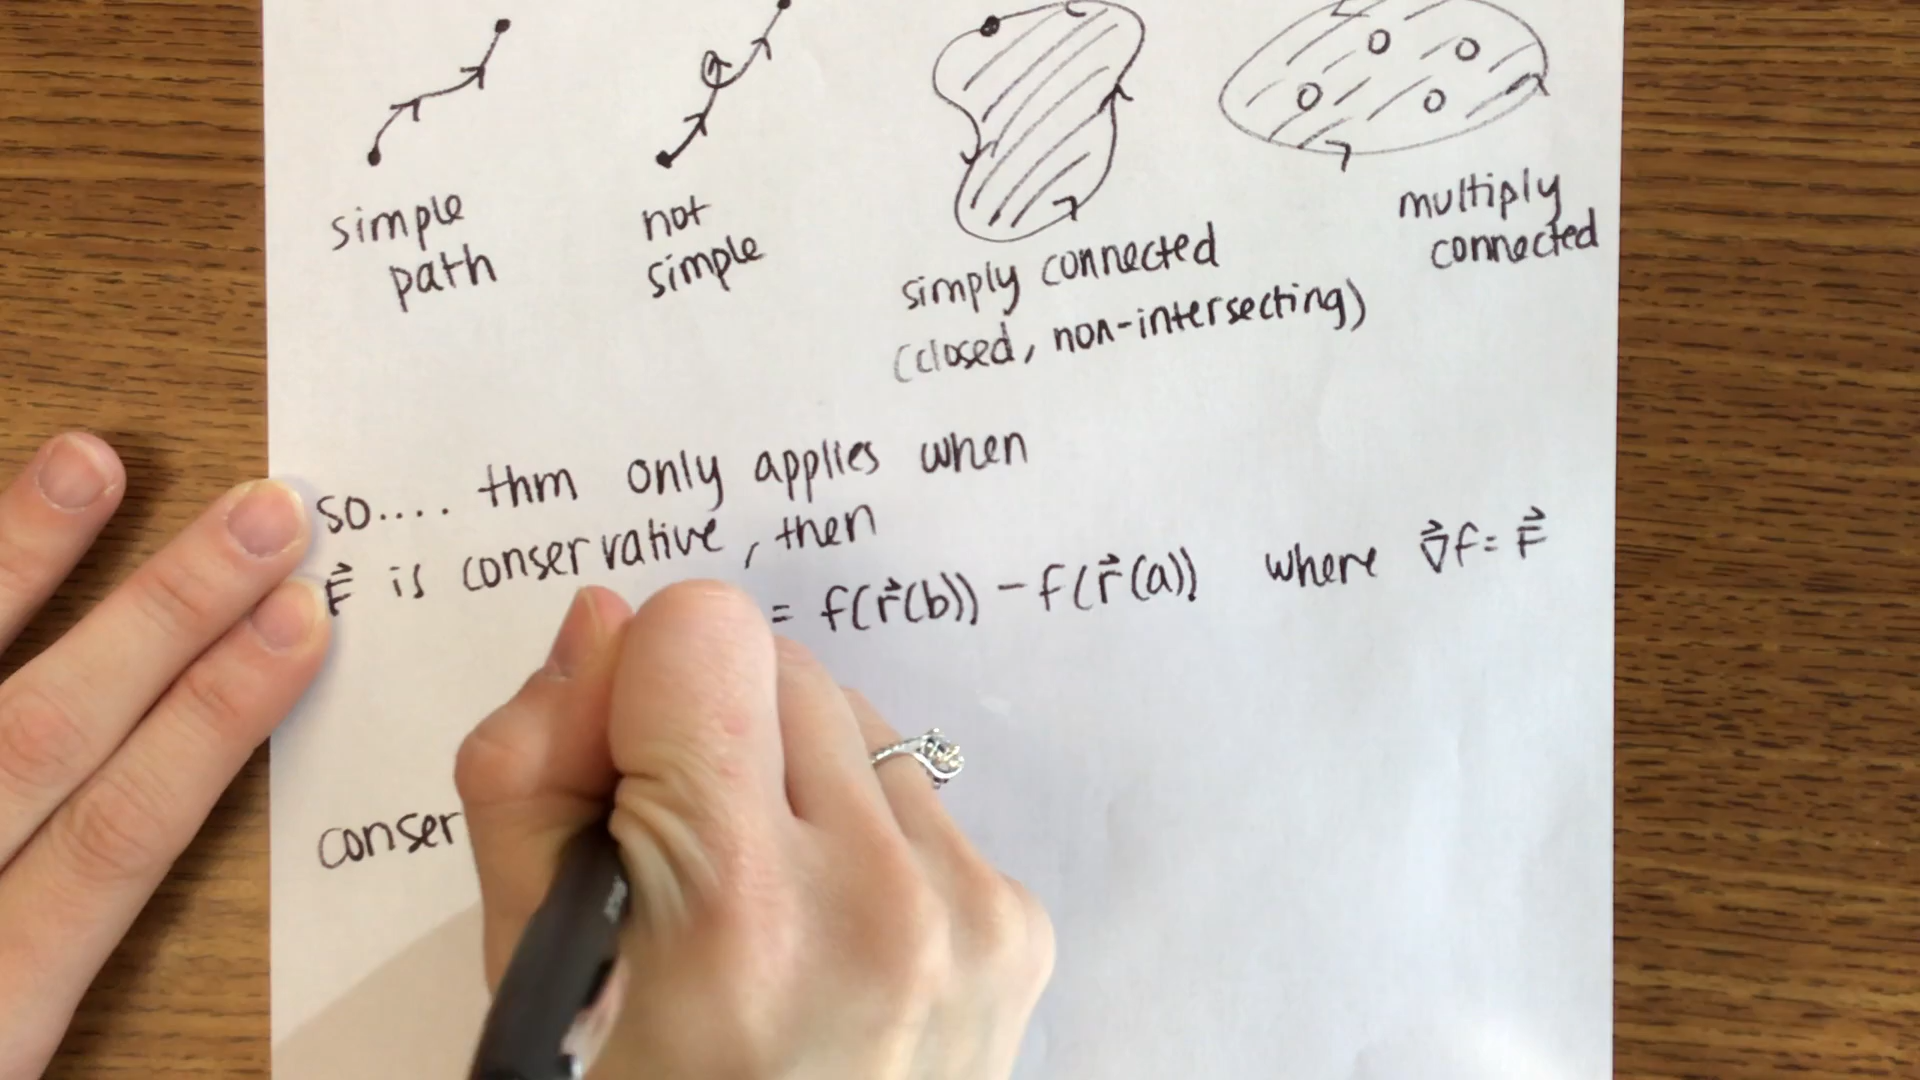 simple
path
not
simple
simply connected
(closed, non-intersecting)
multiply
connected
so.... thm only applies when
F⃗ is conservative, then
= f(r⃗(b)) - f(r⃗(a)) where ∇⃗f = F⃗
conser